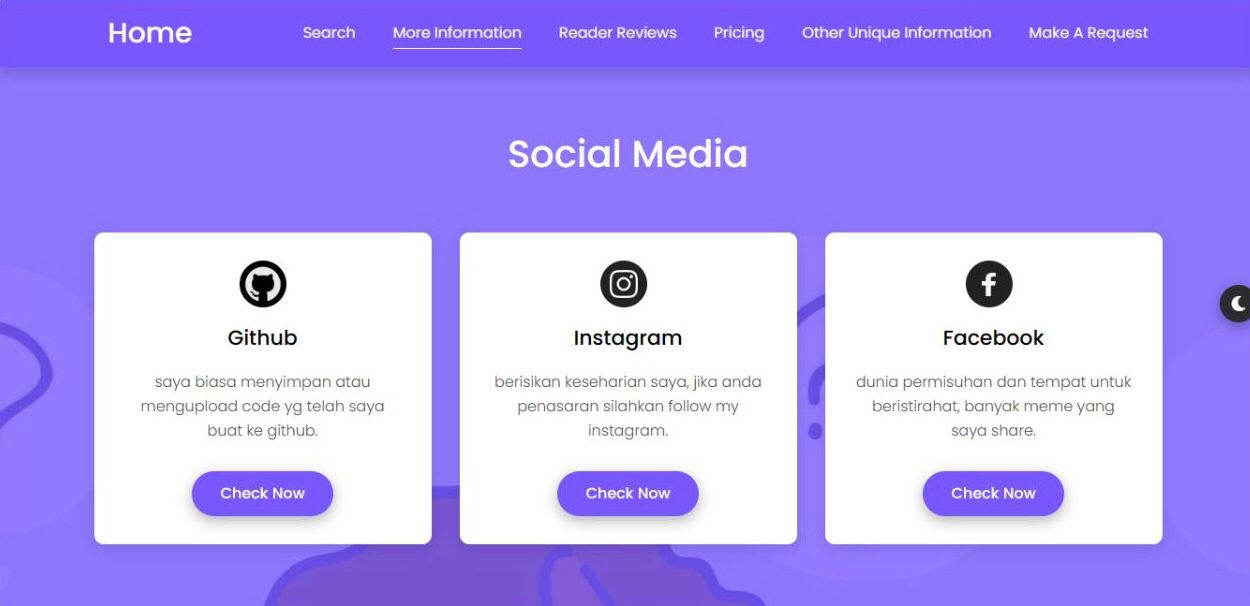 Home Search More Information Reader Reviews Pricing Other Unique Information Make A Request
Social Media
Github
saya biasa menyimpan atau
mengupload code yg telah saya
buat ke github.
Check Now
Instagram
berisikan keseharian saya, jika anda
penasaran silahkan follow my
instagram.
Check Now
Facebook
dunia permisuhan dan tempat untuk
beristirahat, banyak meme yang
saya share.
Check Now